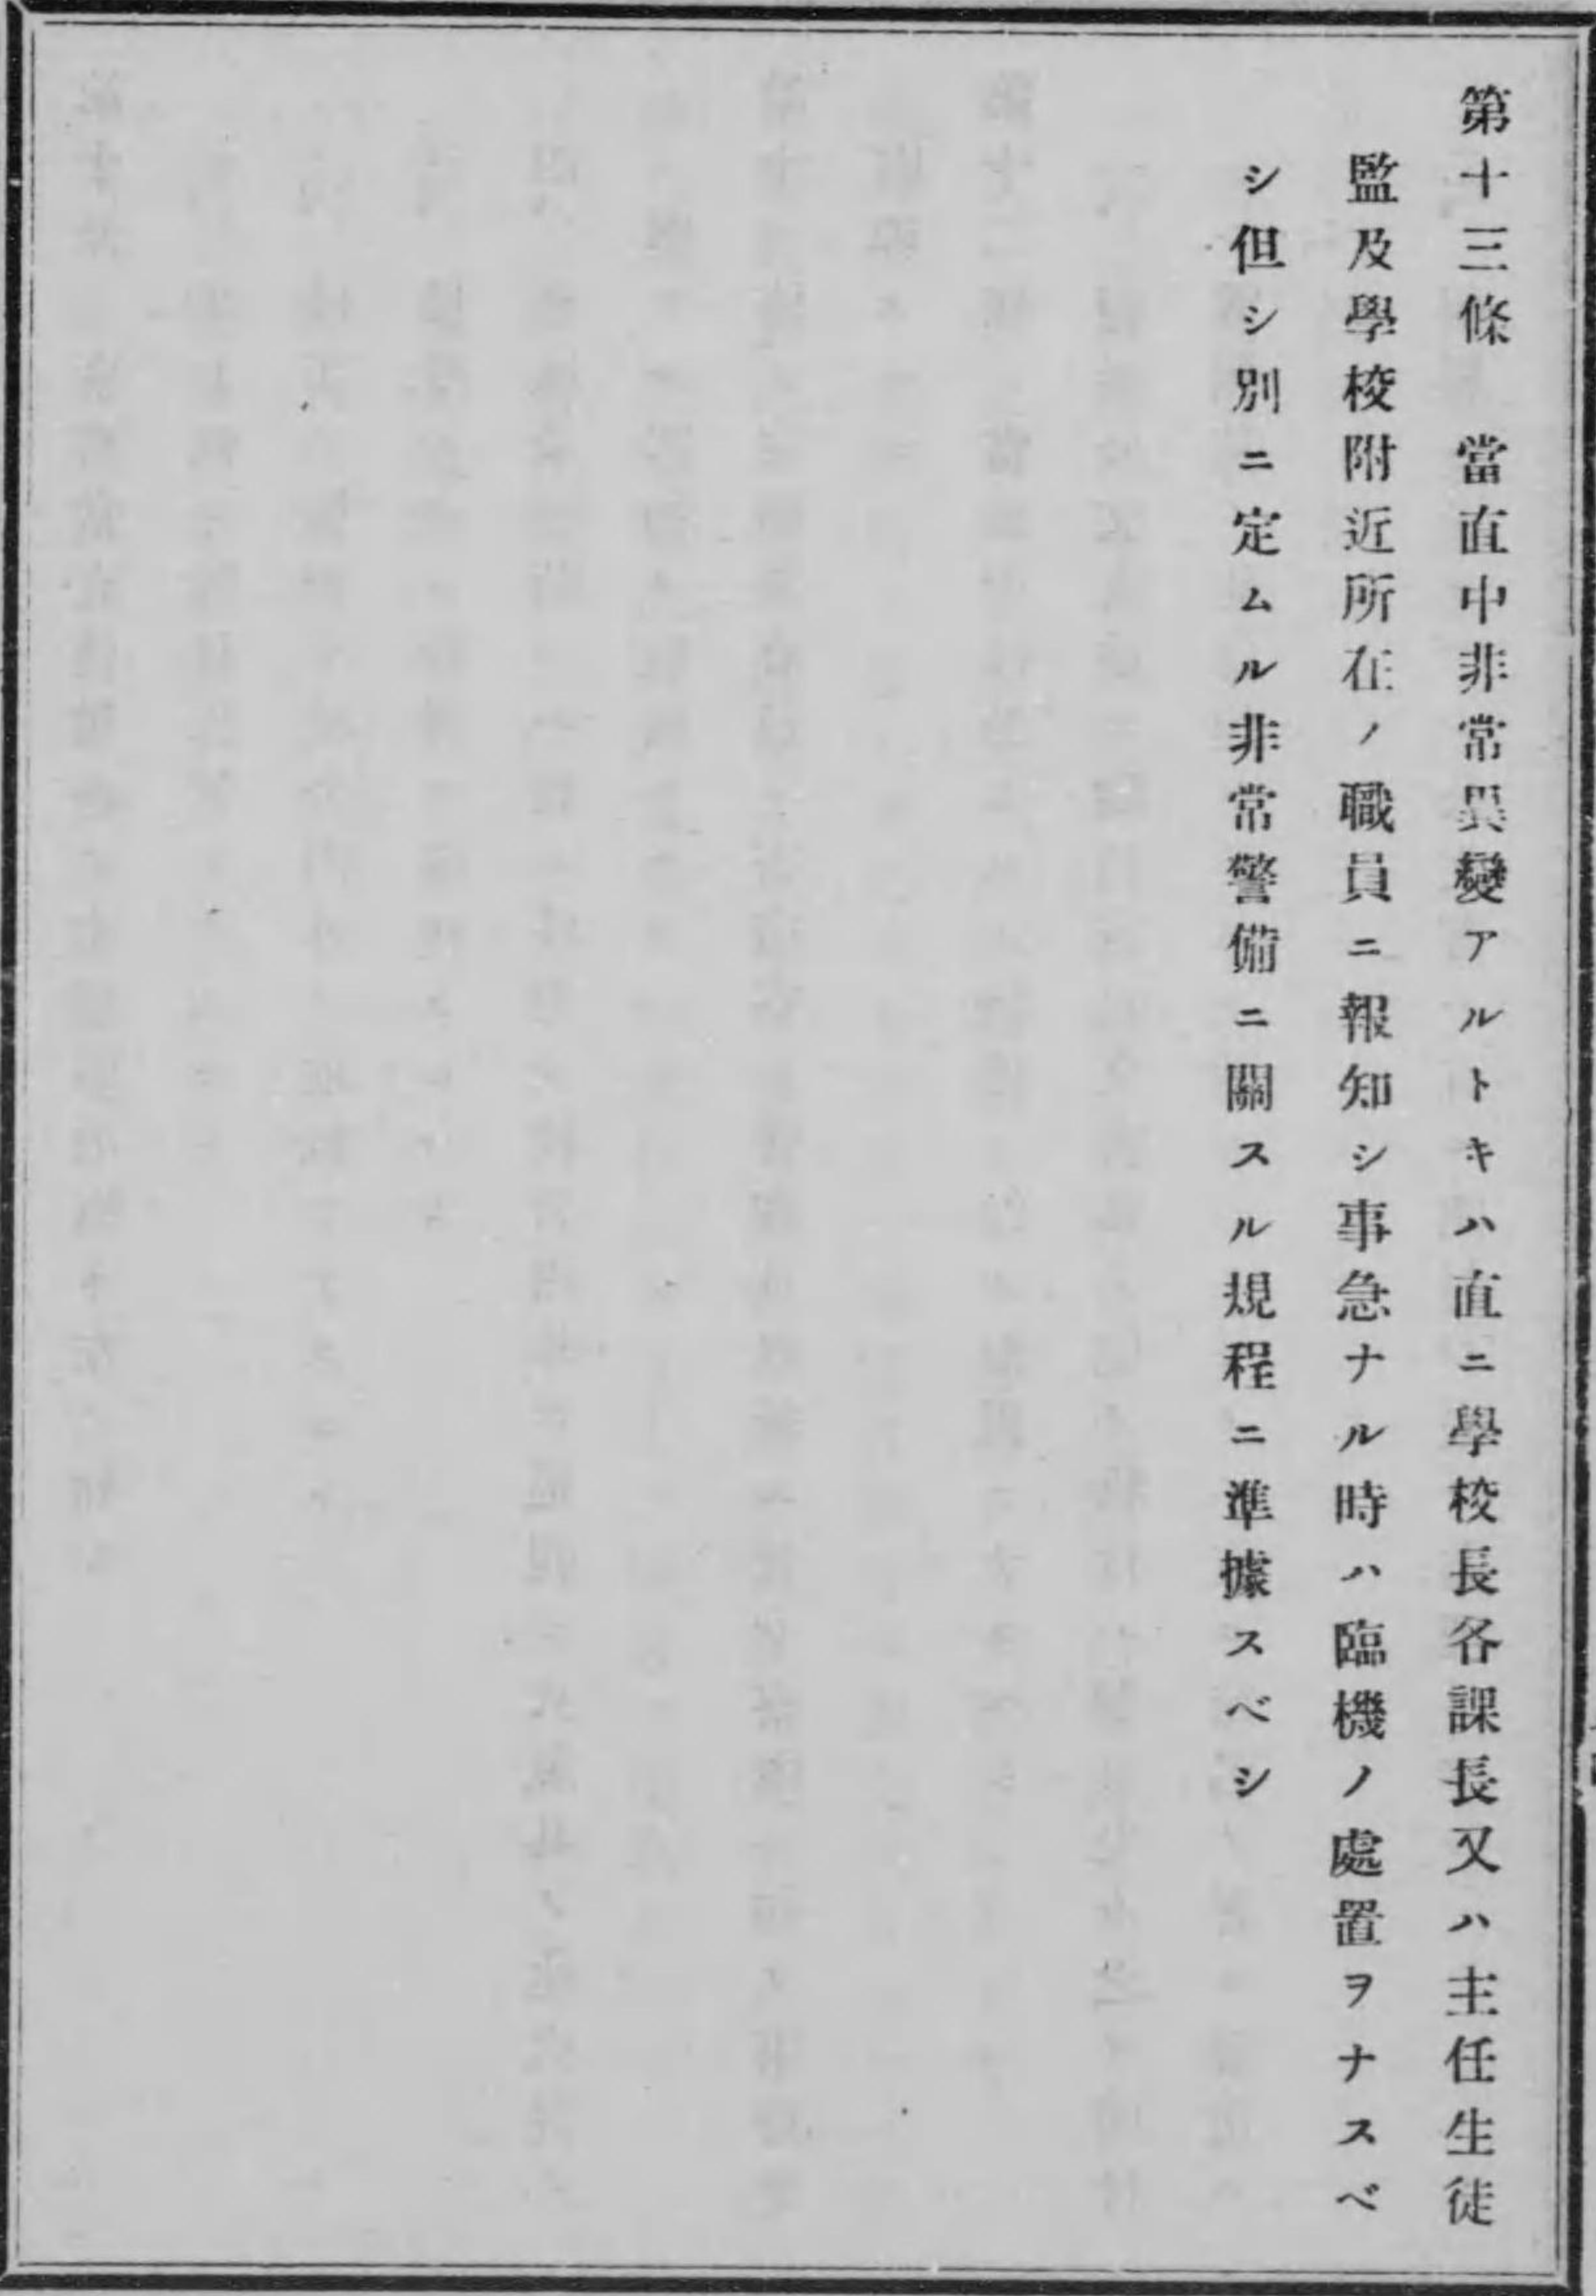 第十三條　當直中非常異變アルトキハ直ニ學校長各課長又ハ主任生徒
監及學校附近所在ノ職員ニ報知シ事急ナル時ハ臨機ノ處置ヲナスベ
シ但シ別ニ定ムル非常警備ニ關スル規程ニ準據スベシ